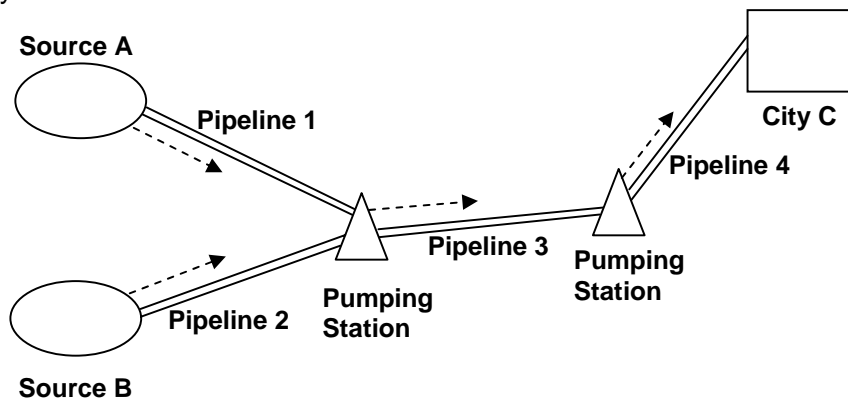 y
Source A
Pipeline 1
City C
Pipeline 4
Pipeline 3
Pumping
Station
Pumping
Station
Pipeline 2
Source B